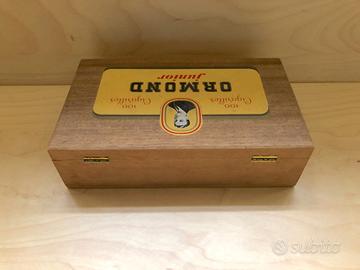 ORMOND
junior
100 Cigarillos
100 Cigarillos
subito